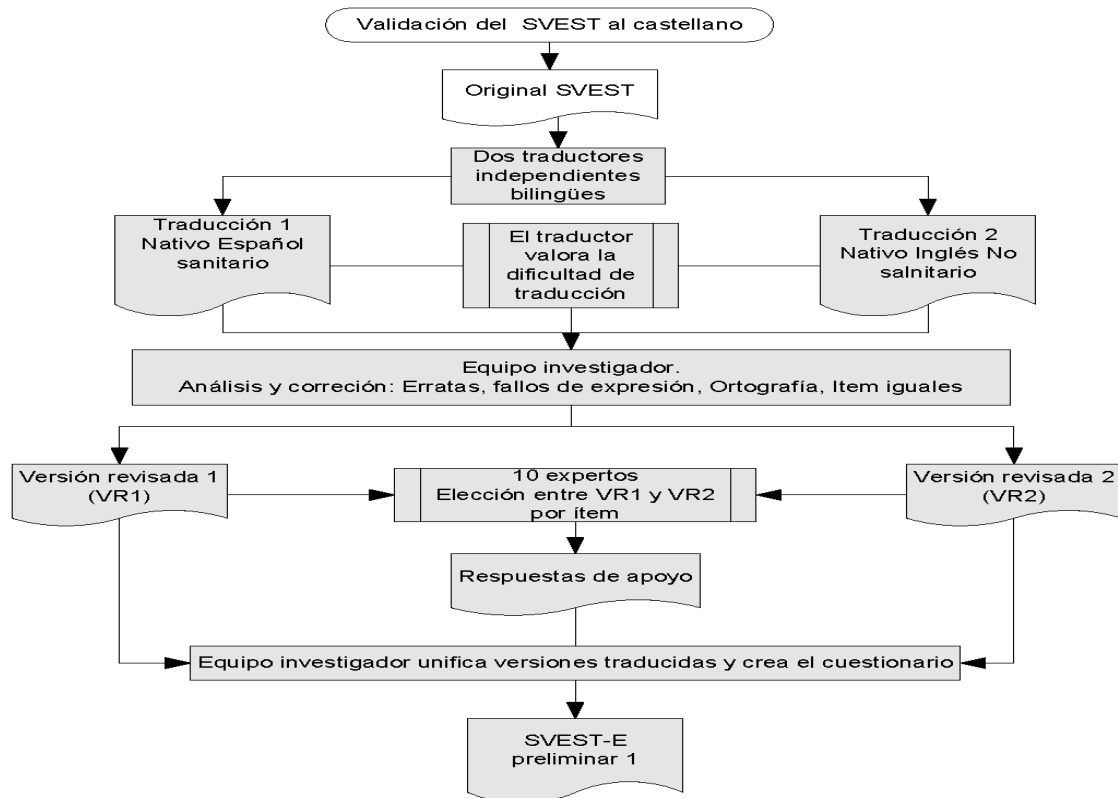 Validación del SVEST al castellano
Original SVEST
Dos traductores
independientes
bilingües
Traducción 1
Nativo Español
sanitario
El traductor
valora la
dificultad de
traducción
Traducción 2
Nativo Inglés No
salnitario
Equipo investigador.
Análisis y correción: Erratas, fallos de expresión, Ortografía, Item iguales
Versión revisada 1
(VR1)
10 expertos
Elección entre VR1 y VR2
por ítem
Versión revisada 2
(VR2)
Respuestas de apoyo
Equipo investigador unifica versiones traducidas y crea el cuestionario
SVEST-E
preliminar 1